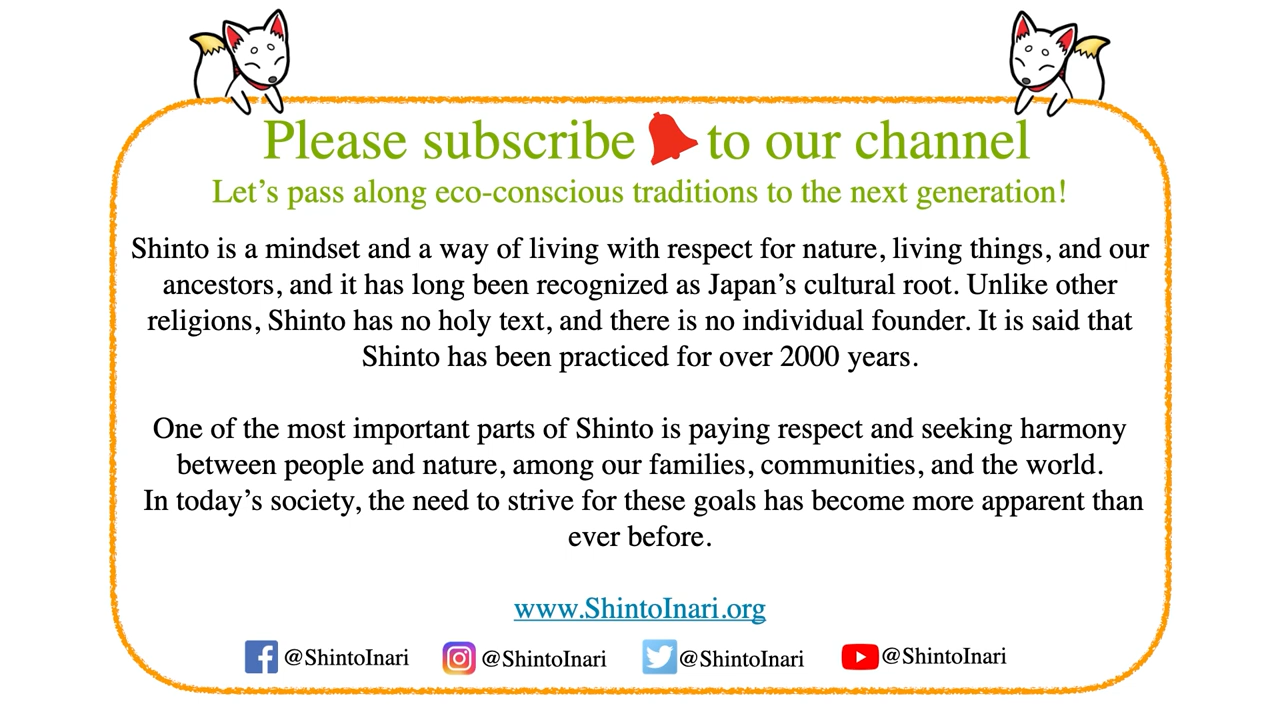 Please subscribe to our channel
Let's pass along eco-conscious traditions to the next generation!
Shinto is a mindset and a way of living with respect for nature, living things, and our
ancestors, and it has long been recognized as Japan's cultural root. Unlike other
religions, Shinto has no holy text, and there is no individual founder. It is said that
Shinto has been practiced for over 2000 years.
One of the most important parts of Shinto is paying respect and seeking harmony
between people and nature, among our families, communities, and the world.
In today's society, the need to strive for these goals has become more apparent than
ever before.
www.ShintoInari.org
@ShintoInari @ShintoInari @ShintoInari @ShintoInari